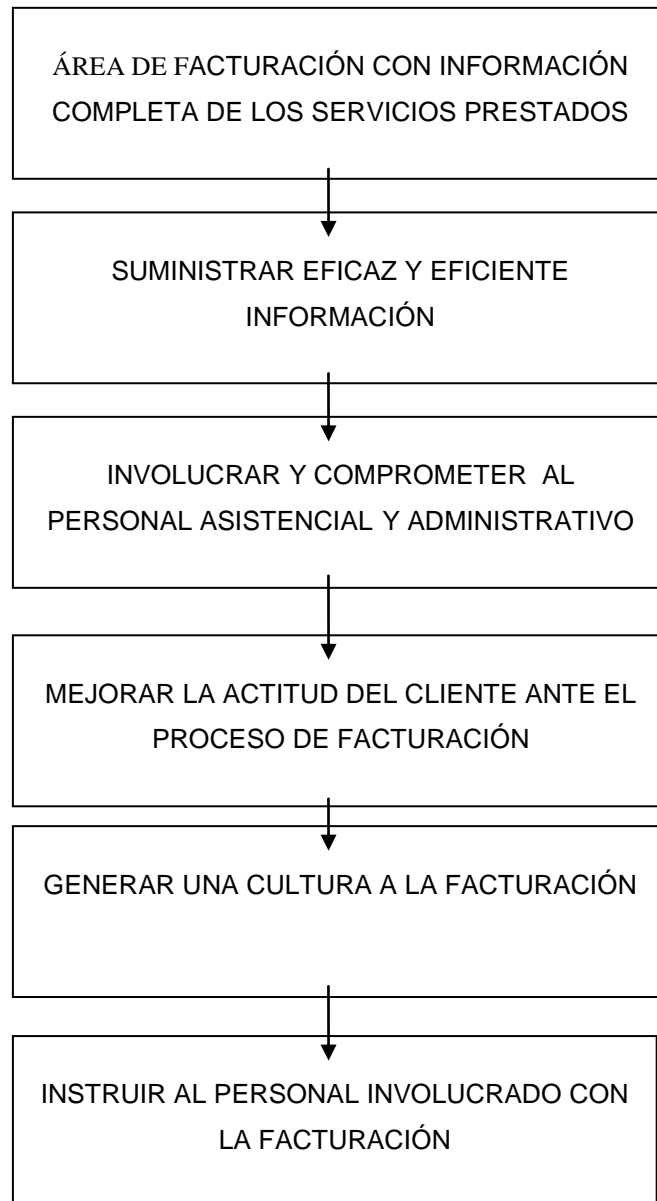 ÁREA DE FACTURACIÓN CON INFORMACIÓN
COMPLETA DE LOS SERVICIOS PRESTADOS
SUMINISTRAR EFICAZ Y EFICIENTE
INFORMACIÓN
INVOLUCRAR Y COMPROMETER AL
PERSONAL ASISTENCIAL Y ADMINISTRATIVO
MEJORAR LA ACTITUD DEL CLIENTE ANTE EL
PROCESO DE FACTURACIÓN
GENERAR UNA CULTURA A LA FACTURACIÓN
INSTRUIR AL PERSONAL INVOLUCRADO CON
LA FACTURACIÓN